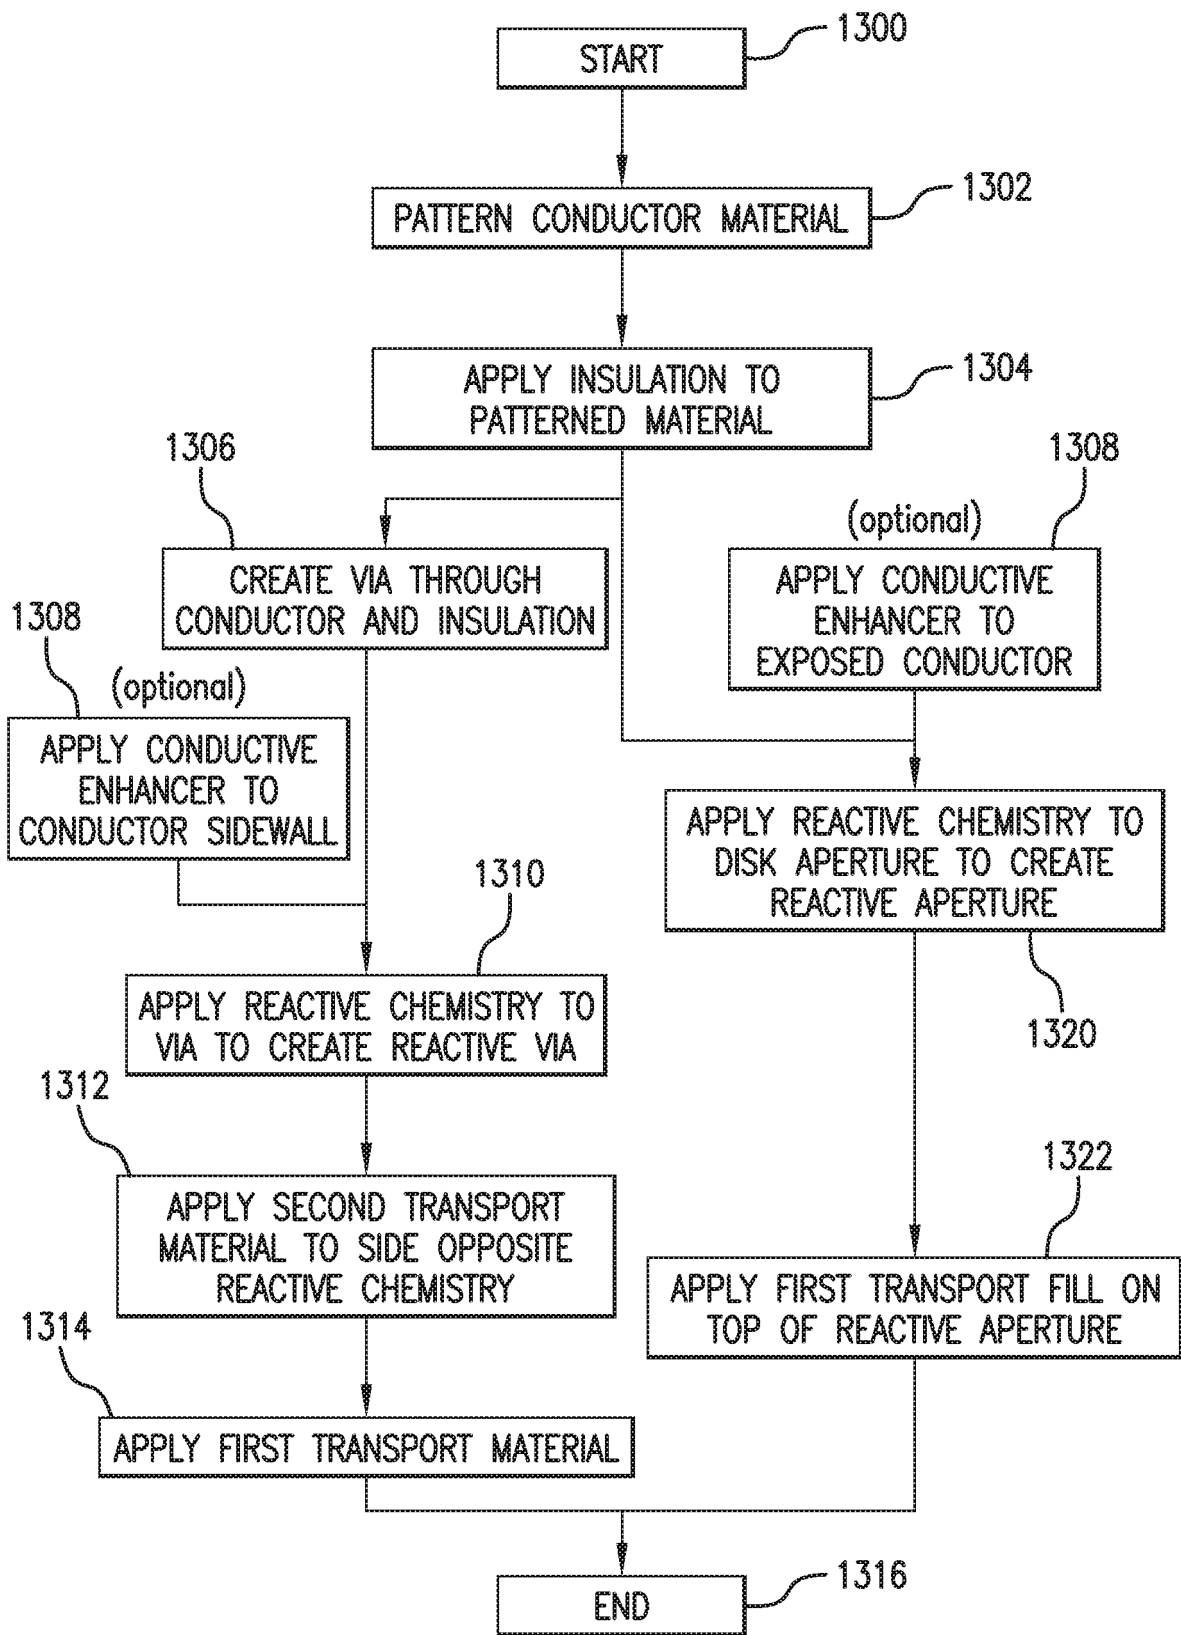 START
1300
PATTERN CONDUCTOR MATERIAL
1302
APPLY INSULATION TO
PATTERNED MATERIAL
1304
1306
CREATE VIA THROUGH
CONDUCTOR AND INSULATION
1308
(optional)
APPLY CONDUCTIVE
ENHANCER TO
EXPOSED CONDUCTOR
1308
(optional)
APPLY CONDUCTIVE
ENHANCER TO
CONDUCTOR SIDEWALL
APPLY REACTIVE CHEMISTRY TO
DISK APERTURE TO CREATE
REACTIVE APERTURE
1320
1310
APPLY REACTIVE CHEMISTRY TO
VIA TO CREATE REACTIVE VIA
1312
APPLY SECOND TRANSPORT
MATERIAL TO SIDE OPPOSITE
REACTIVE CHEMISTRY
1322
APPLY FIRST TRANSPORT FILL ON
TOP OF REACTIVE APERTURE
1314
APPLY FIRST TRANSPORT MATERIAL
END
1316